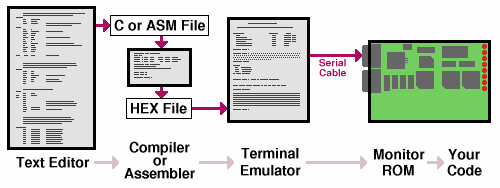 C or ASM File
HEX File
Serial
Cable
Text Editor
Compiler
or
Assembler
Terminal
Emulator
Monitor
ROM
Your
Code